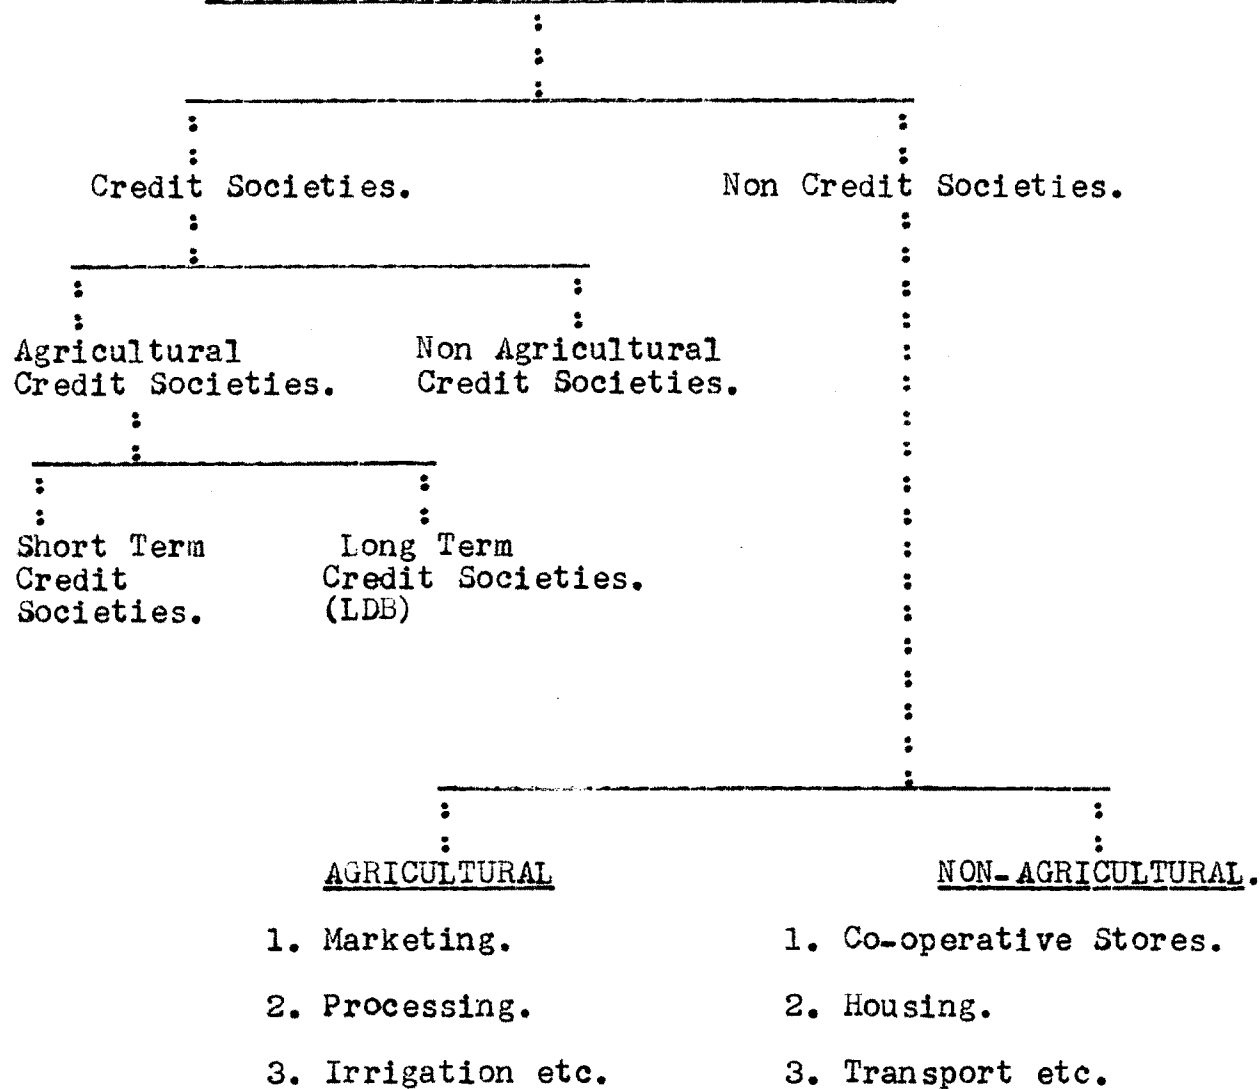 Credit Societies.
Non Credit Societies.
Agricultural
Credit Societies.
Non Agricultural
Credit Societies.
Short Term
Credit
Societies.
Long Term
Credit Societies.
(LDB)
AGRICULTURAL
1. Marketing.
2. Processing.
3. Irrigation etc.
NON-AGRICULTURAL.
1. Co-operative Stores.
2. Housing.
3. Transport etc.